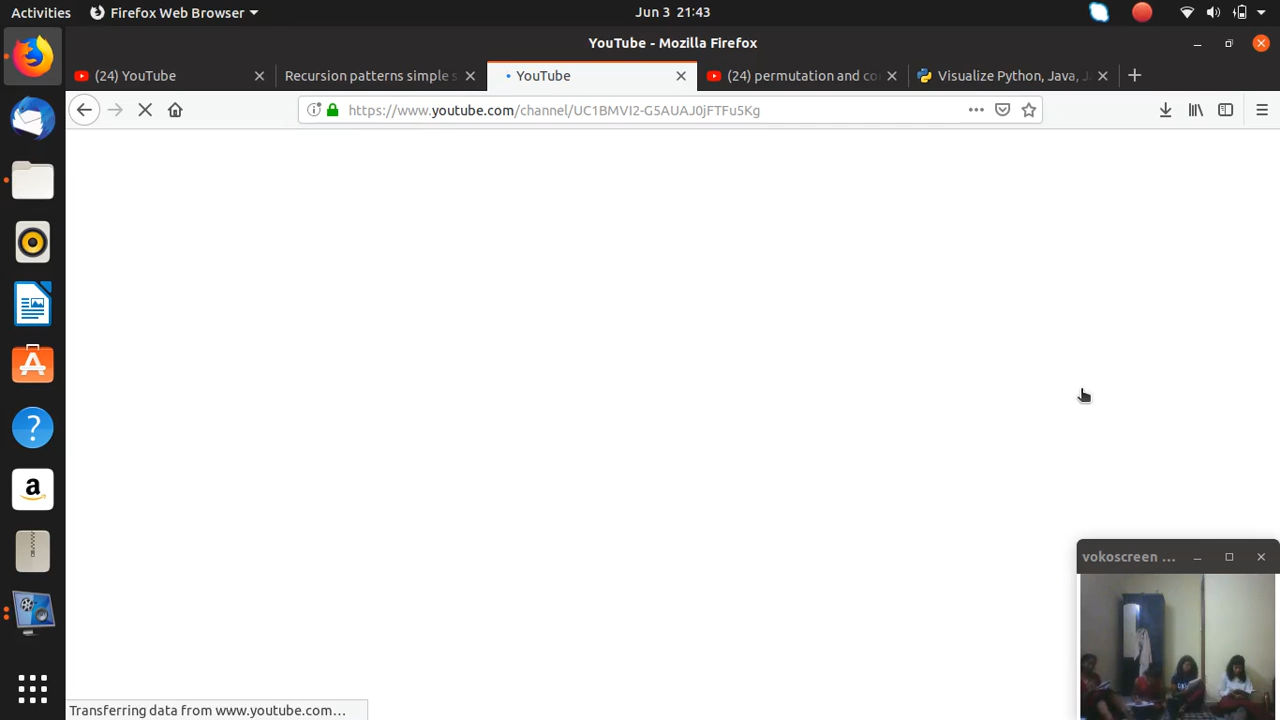 Activities
Firefox Web Browser
Jun 3 21:43
YouTube - Mozilla Firefox
(24) YouTube
Recursion patterns simple s
YouTube
(24) permutation and co
Visualize Python, Java, J
https://www.youtube.com/channel/UC1BMVI2-G5AUAJ0jFTFu5Kg
vokoscreen ...
Transferring data from www.youtube.com...